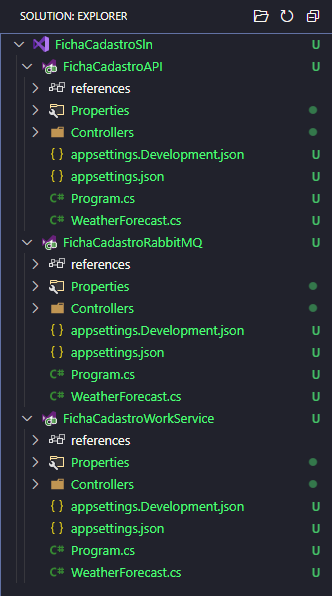 SOLUTION: EXPLORER
FichaCadastroSln U
FichaCadastroAPI U
references
Properties
Controllers
{ } appsettings.Development.json U
{ } appsettings.json U
C# Program.cs U
C# WeatherForecast.cs U
FichaCadastroRabbitMQ U
references
Properties
Controllers
{ } appsettings.Development.json U
{ } appsettings.json U
C# Program.cs U
C# WeatherForecast.cs U
FichaCadastroWorkService U
references
Properties
Controllers
{ } appsettings.Development.json U
{ } appsettings.json U
C# Program.cs U
C# WeatherForecast.cs U